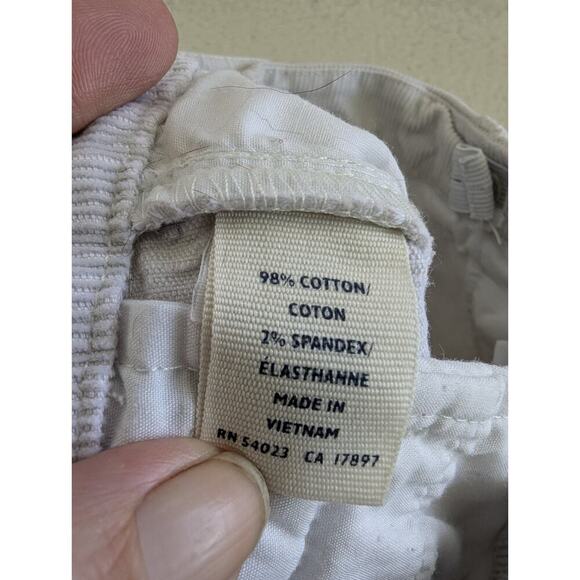 98% COTTON/
COTON
2% SPANDEX/
ÉLASTHANNE
MADE IN
VIETNAM
RN 54023 CA 17897